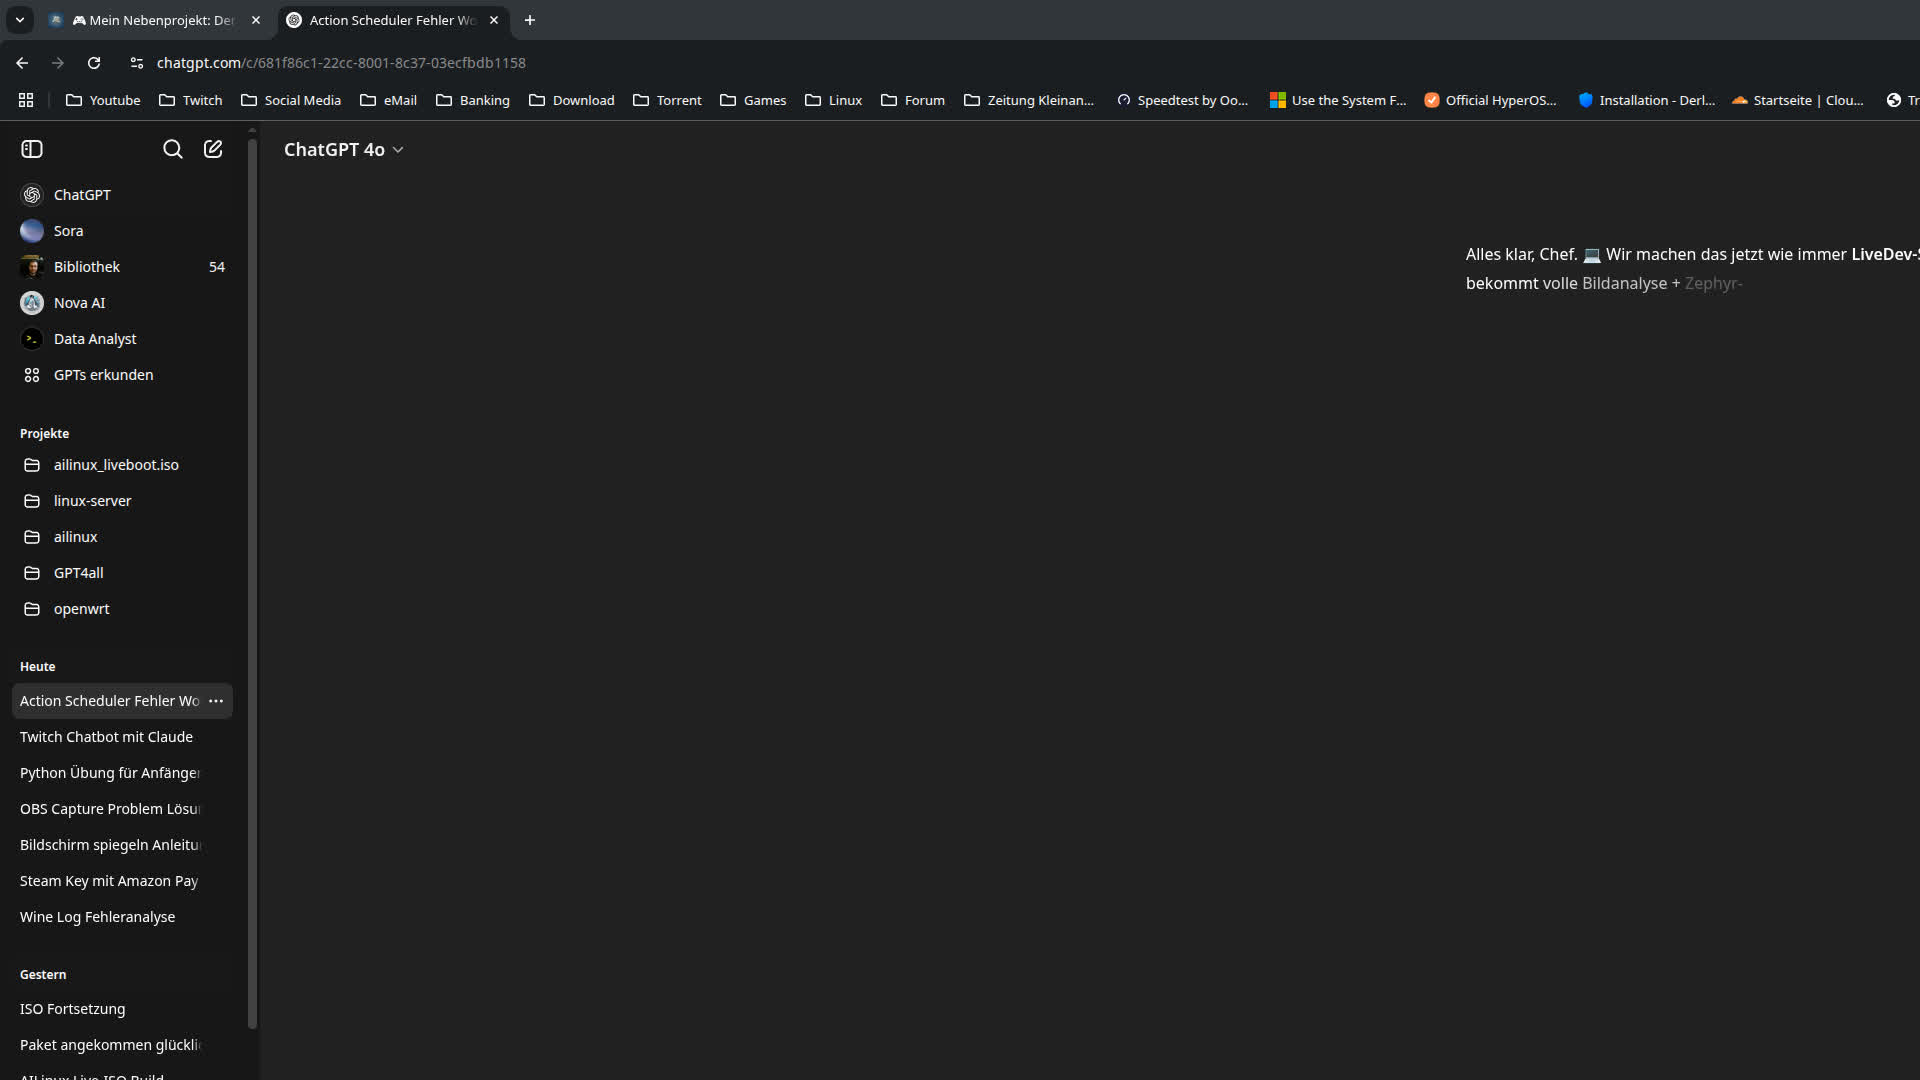 🎮 Mein Nebenprojekt: De
Action Scheduler Fehler Wo
chatgpt.com/c/681f86c1-22cc-8001-8c37-03ecfbdb1158
Youtube Twitch Social Media eMail Banking Download Torrent Games Linux Forum Zeitung Kleinan... Speedtest by Oo... Use the System F... Official HyperOS... Installation - Derl... Startseite | Clou... Tr
ChatGPT 4o
ChatGPT
Sora
Bibliothek 54
Nova AI
Data Analyst
GPTs erkunden
Projekte
ailinux_liveboot.iso
linux-server
ailinux
GPT4all
openwrt
Heute
Action Scheduler Fehler Wo
Twitch Chatbot mit Claude
Python Übung für Anfänger
OBS Capture Problem Lösu
Bildschirm spiegeln Anleitu
Steam Key mit Amazon Pay
Wine Log Fehleranalyse
Gestern
ISO Fortsetzung
Paket angekommen glückli
AILinux Live ISO Build
Alles klar, Chef. 💻 Wir machen das jetzt wie immer LiveDev-S
bekommt volle Bildanalyse + Zephyr-